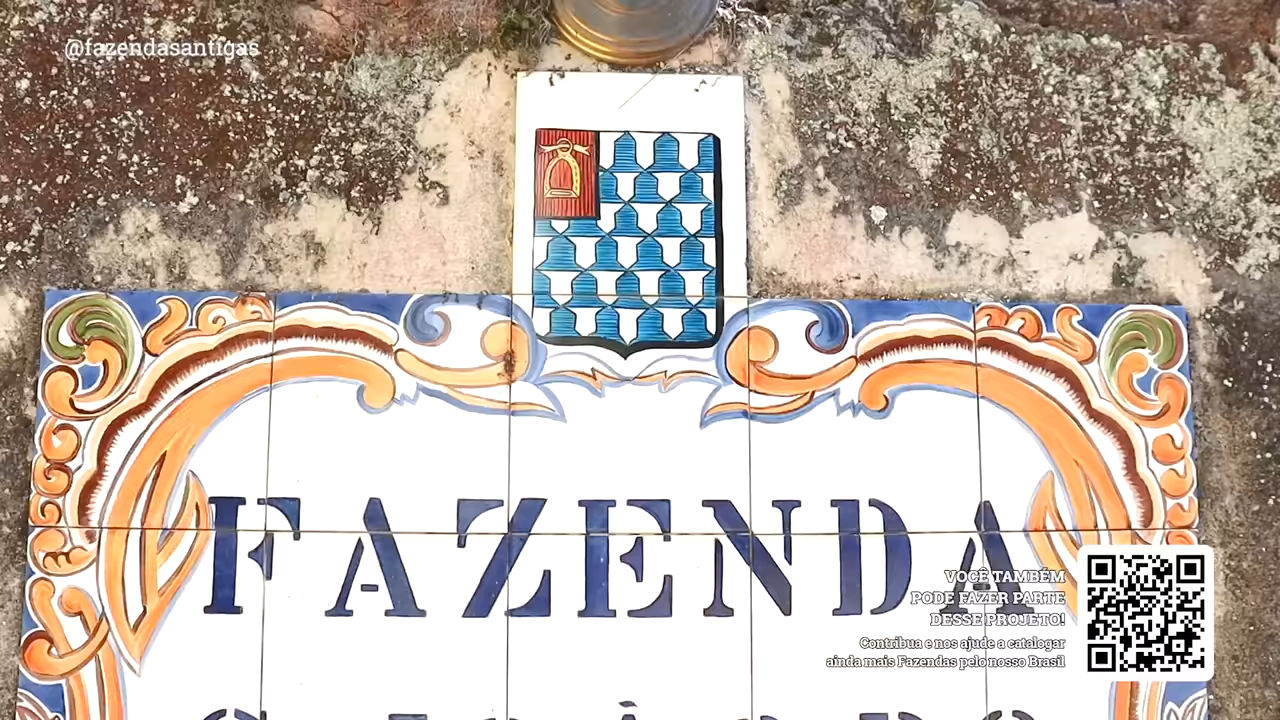 @fazendasantigas
FAZENDA
VOCÊ TAMBÉM
PODE FAZER PARTE
DESSE PROJETO!
Contribua e nos ajude a catalogar
ainda mais Fazendas pelo nosso Brasil